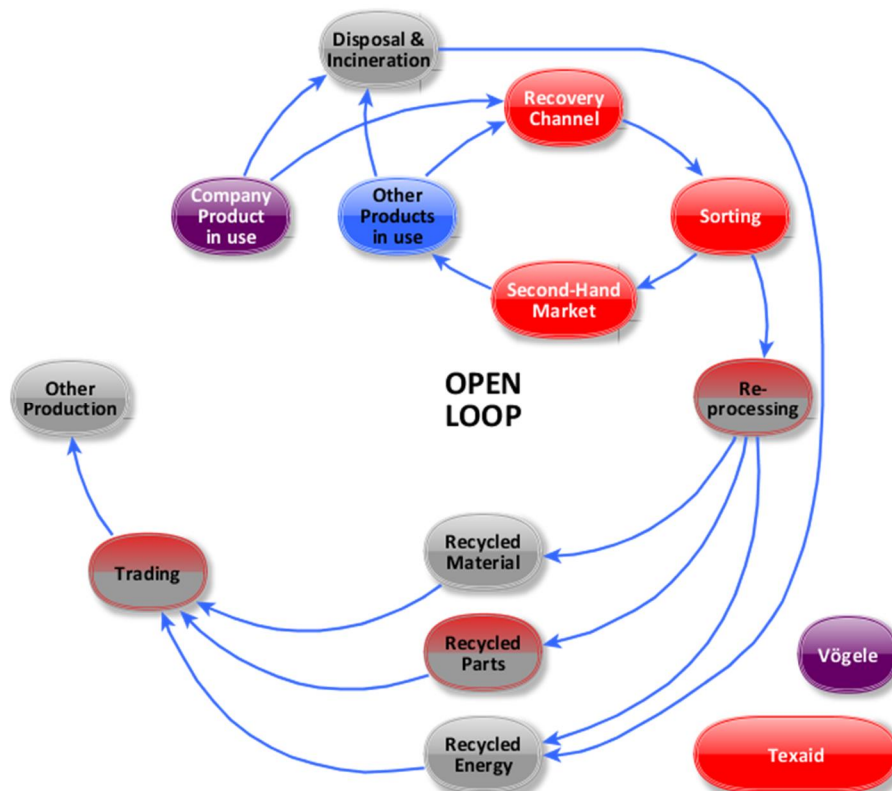 Disposal &
Incineration
Recovery
Channel
Company
Product
in use
Other
Products
in use
Sorting
Second-Hand
Market
OPEN
LOOP
Other
Production
Re-
processing
Recycled
Material
Trading
Recycled
Parts
Vögele
Recycled
Energy
Texaid